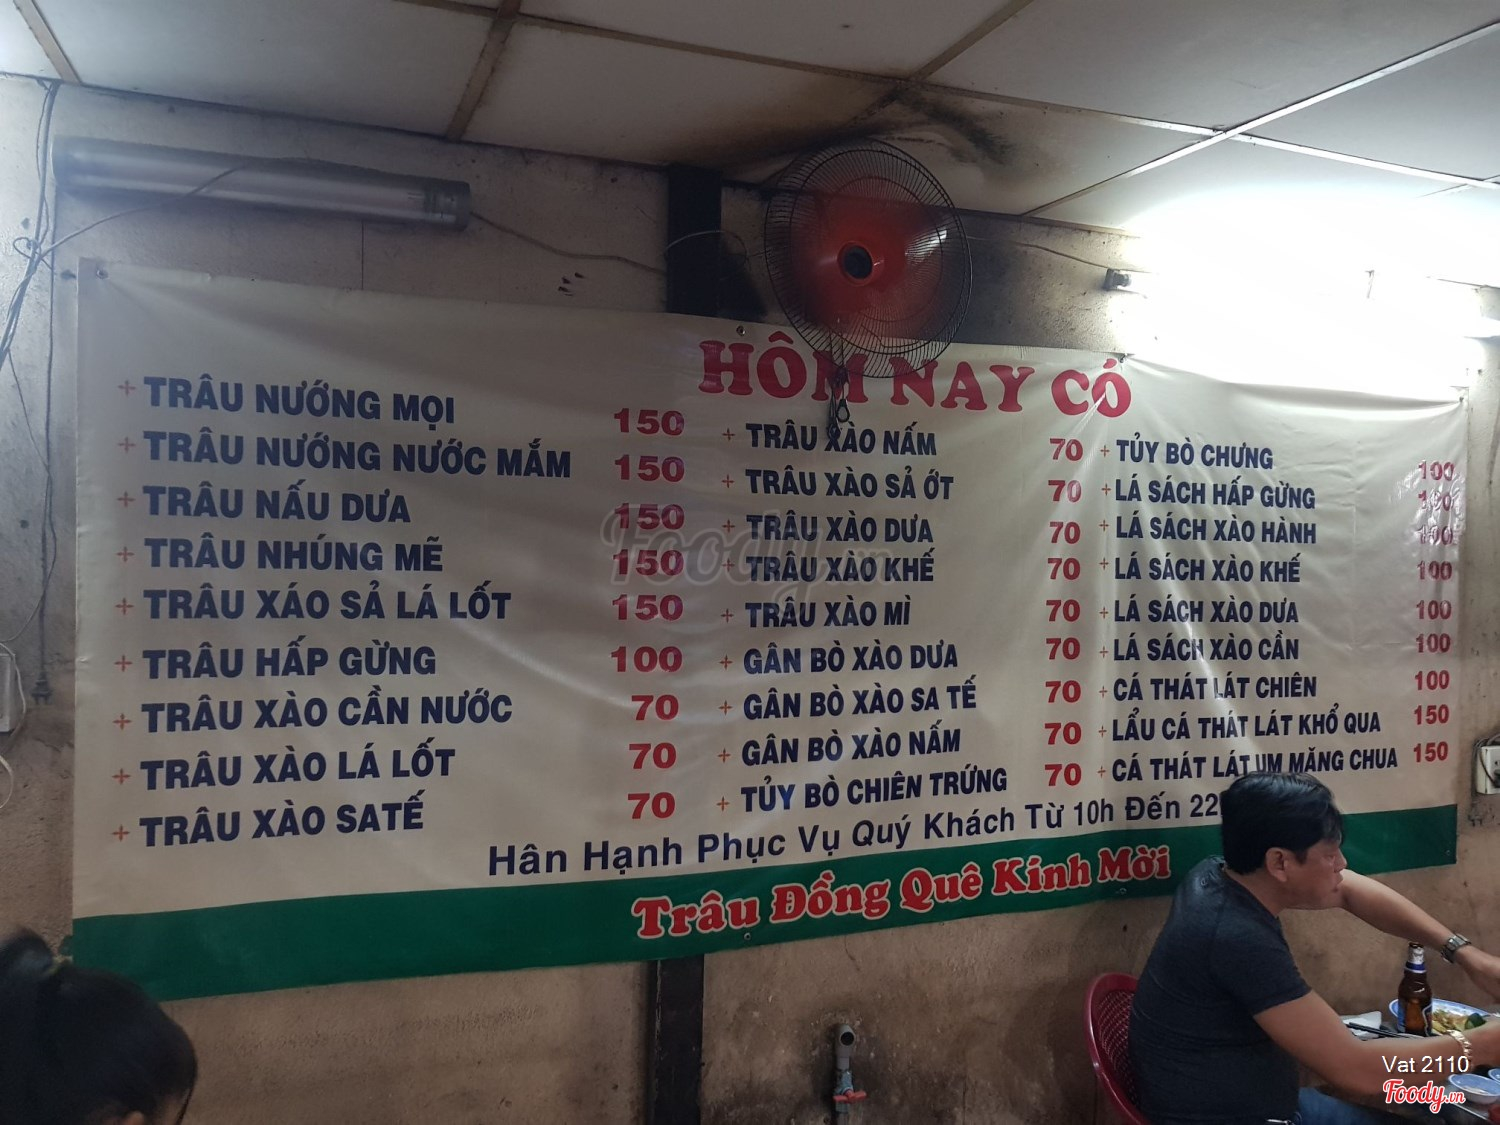 HÔM NAY CÓ
+ TRÂU NƯỚNG MỌI 150
+ TRÂU NƯỚNG NƯỚC MẮM 150
+ TRÂU NẤU DƯA 150
+ TRÂU NHÚNG MẼ 150
+ TRÂU XÁO SẢ LÁ LỐT 150
+ TRÂU HẤP GỪNG 100
+ TRÂU XÀO CẦN NƯỚC 70
+ TRÂU XÀO LÁ LỐT 70
+ TRÂU XÀO SATẾ 70
+ TRÂU XÀO NẤM 70
+ TRÂU XÀO SẢ ỚT 70
+ TRÂU XÀO DƯA 70
+ TRÂU XÀO KHẾ 70
+ TRÂU XÀO MÌ 70
+ GÂN BÒ XÀO DƯA 70
+ GÂN BÒ XÀO SA TẾ 70
+ GÂN BÒ XÀO NẤM 70
+ TỦY BÒ CHIÊN TRỨNG 70
+ TỦY BÒ CHƯNG 100
+ LÁ SÁCH HẤP GỪNG 100
+ LÁ SÁCH XÀO HÀNH 100
+ LÁ SÁCH XÀO KHẾ 100
+ LÁ SÁCH XÀO DƯA 100
+ LÁ SÁCH XÀO CẦN 100
+ CÁ THÁT LÁT CHIÊN 100
+ LẨU CÁ THÁT LÁT KHỔ QUA 150
+ CÁ THÁT LÁT UM MĂNG CHUA 150
Hân Hạnh Phục Vụ Quý Khách Từ 10h Đến
Trâu Đồng Quê Kính Mời
Foody.vn
Vat 2110
Foody.vn